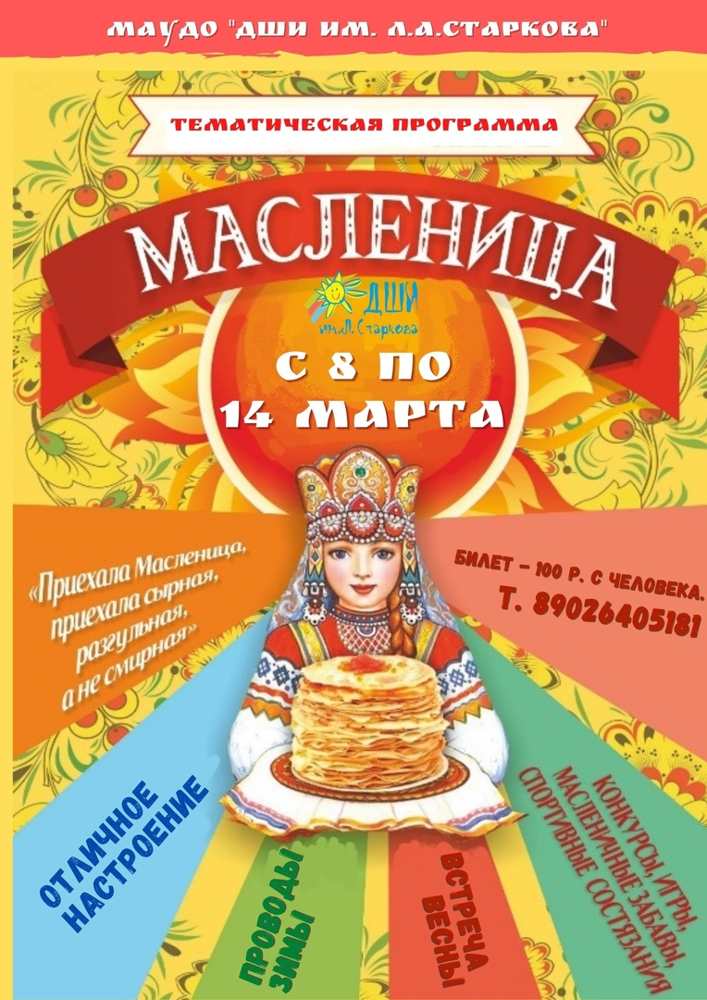 МАУДО "ДШИ ИМ. Л.А.СТАРКОВА"
ТЕМАТИЧЕСКАЯ ПРОГРАММА
МАСЛЕНИЦА
ДШИ
им.Л.Старкова
С 8 ПО
14 МАРТА
«Приехала Масленица,
приехала сырная,
разгульная,
а не смирная»
БИЛЕТ – 100 Р. С ЧЕЛОВЕКА.
Т. 89026405181
ОТЛИЧНОЕ
НАСТРОЕНИЕ
ПРОВОДЫ
ЗИМЫ
ВСТРЕЧА
ВЕСНЫ
КОНКУРСЫ, ИГРЫ,
МАСЛЕНИЧНЫЕ ЗАБАВЫ,
СПОРТИВНЫЕ СОСТЯЗАНИЯ